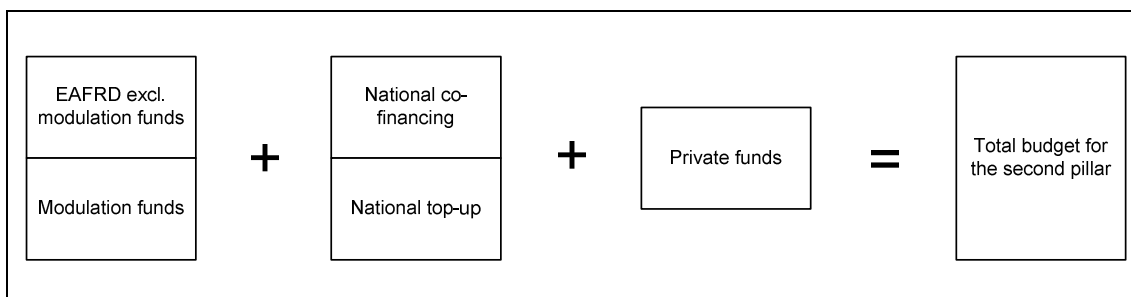 EAFRD excl.
modulation funds
Modulation funds
+
National co-
financing
National top-up
+
Private funds
=
Total budget for
the second pillar